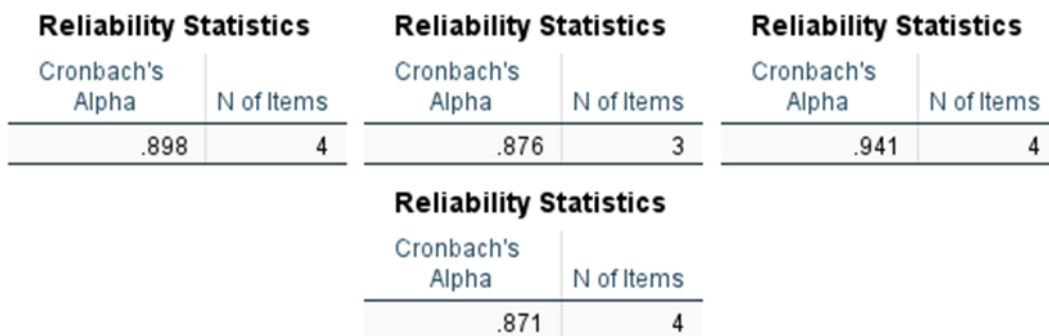 Reliability Statistics
Cronbach's
Alpha N of Items
.898 4
Reliability Statistics
Cronbach's
Alpha N of Items
.876 3
Reliability Statistics
Cronbach's
Alpha N of Items
.941 4
Reliability Statistics
Cronbach's
Alpha N of Items
.871 4